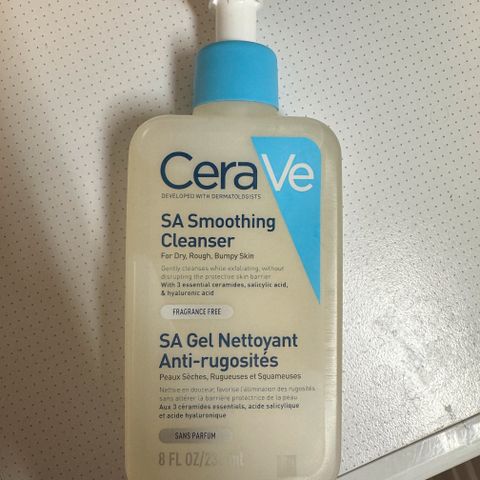 CeraVe
DEVELOPED WITH DERMATOLOGISTS
SA Smoothing
Cleanser
For Dry, Rough, Bumpy Skin
Gently cleanses while exfoliating, without
disrupting the protective skin barrier
With 3 essential ceramides, salicylic acid,
& hyaluronic acid
FRAGRANCE FREE
SA Gel Nettoyant
Anti-rugosités
Peaux Sèches, Rugueuses et Squameuses
Nettoie en douceur, favorise l'élimination des rugosités
sans altérer la barrière protectrice de la peau
Aux 3 céramides essentiels, acide salicylique
et acide hyaluronique
SANS PARFUM
8 FL OZ/ ml